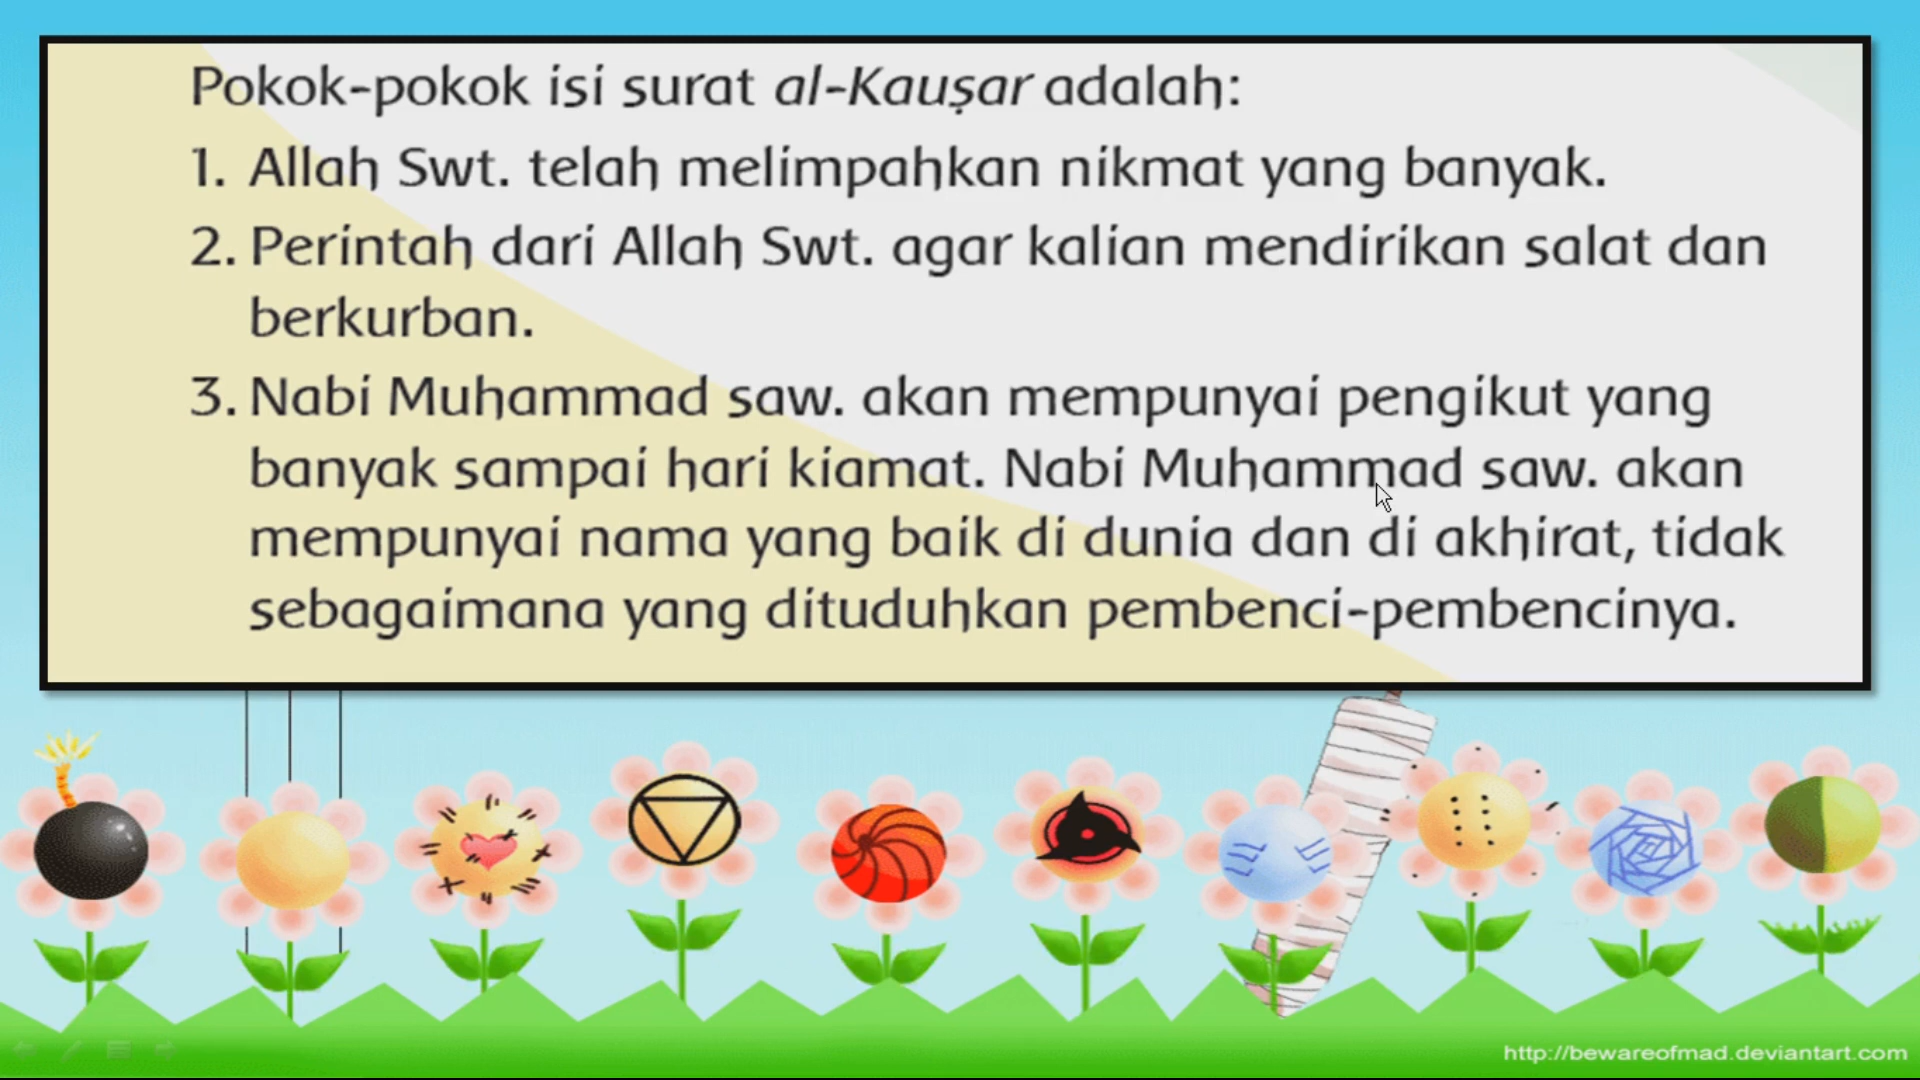 Pokok-pokok isi surat al-Kauṣar adalah:
1. Allah Swt. telah melimpahkan nikmat yang banyak.
2. Perintah dari Allah Swt. agar kalian mendirikan salat dan
berkurban.
3. Nabi Muhammad saw. akan mempunyai pengikut yang
banyak sampai hari kiamat. Nabi Muhammad saw. akan
mempunyai nama yang baik di dunia dan di akhirat, tidak
sebagaimana yang dituduhkan pembenci-pembencinya.
http://bewareofmad.deviantart.com